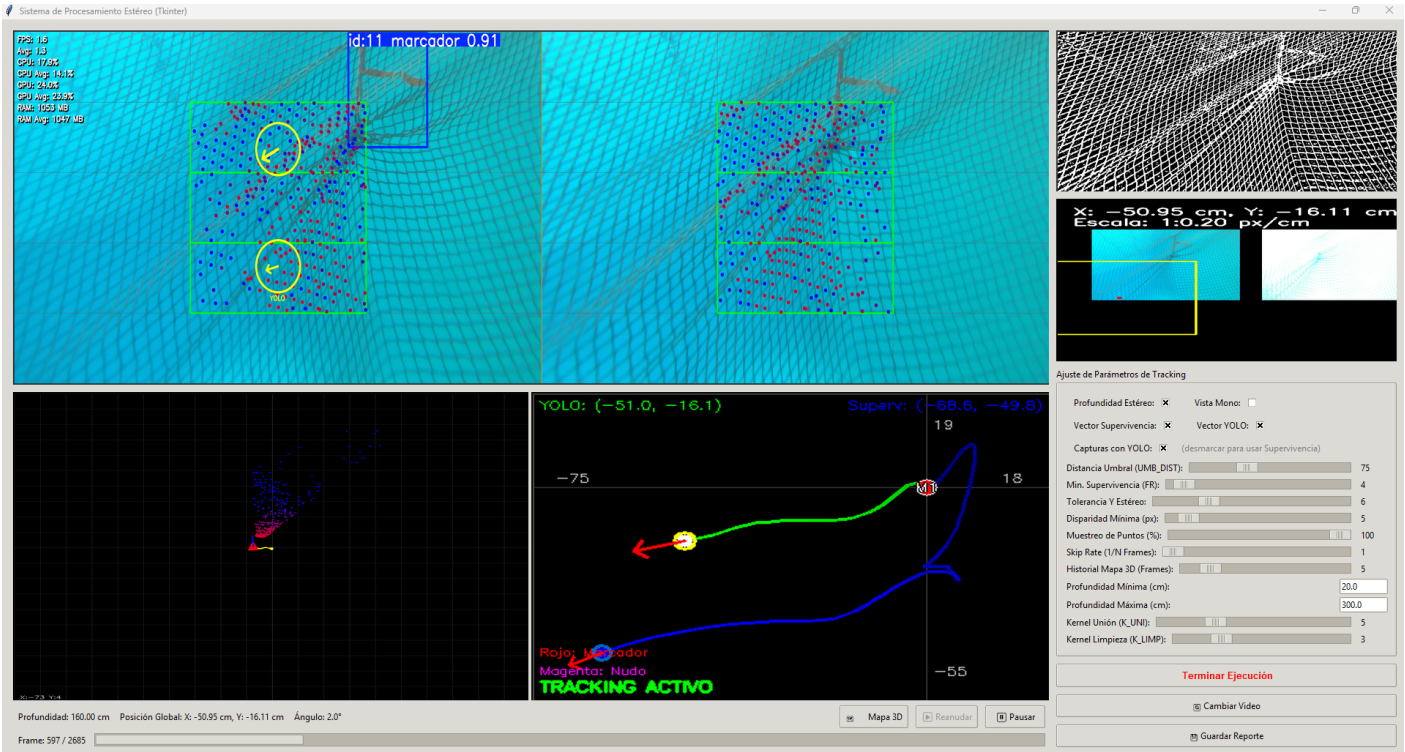 Sistema de Procesamiento Estéreo (Tkinter)
FPS: 1.6
Avg: 1.3
CPU: 17.9%
CPU Avg: 14.1%
GPU: 24.0%
GPU Avg: 23.9%
RAM: 1053 MB
RAM Avg: 1047 MB
id:11 marcador 0.91
YOLO
X: -50.95 cm, Y: -16.11 cm
Escala: 1:0.20 px/cm
X:-73 Y:4
YOLO: (-51.0, -16.1)
Superv: (-68.6, -49.8)
19
-75
18
M1
-55
Rojo: Marcador
Magenta: Nudo
TRACKING ACTIVO
Ajuste de Parámetros de Tracking
Profundidad Estéreo: Vista Mono:
Vector Supervivencia: Vector YOLO:
Capturas con YOLO: (desmarcar para usar Supervivencia)
Distancia Umbral (UMB_DIST): 75
Min. Supervivencia (FR): 4
Tolerancia Y Estéreo: 6
Disparidad Mínima (px): 5
Muestreo de Puntos (%): 100
Skip Rate (1/N Frames): 1
Historial Mapa 3D (Frames): 5
Profundidad Mínima (cm): 20.0
Profundidad Máxima (cm): 300.0
Kernel Unión (K_UNI): 5
Kernel Limpieza (K_LIMP): 3
Terminar Ejecución
Cambiar Video
Guardar Reporte
Profundidad: 160.00 cm Posición Global: X: -50.95 cm, Y: -16.11 cm Ángulo: 2.0°
Mapa 3D
Reanudar
Pausar
Frame: 597 / 2685